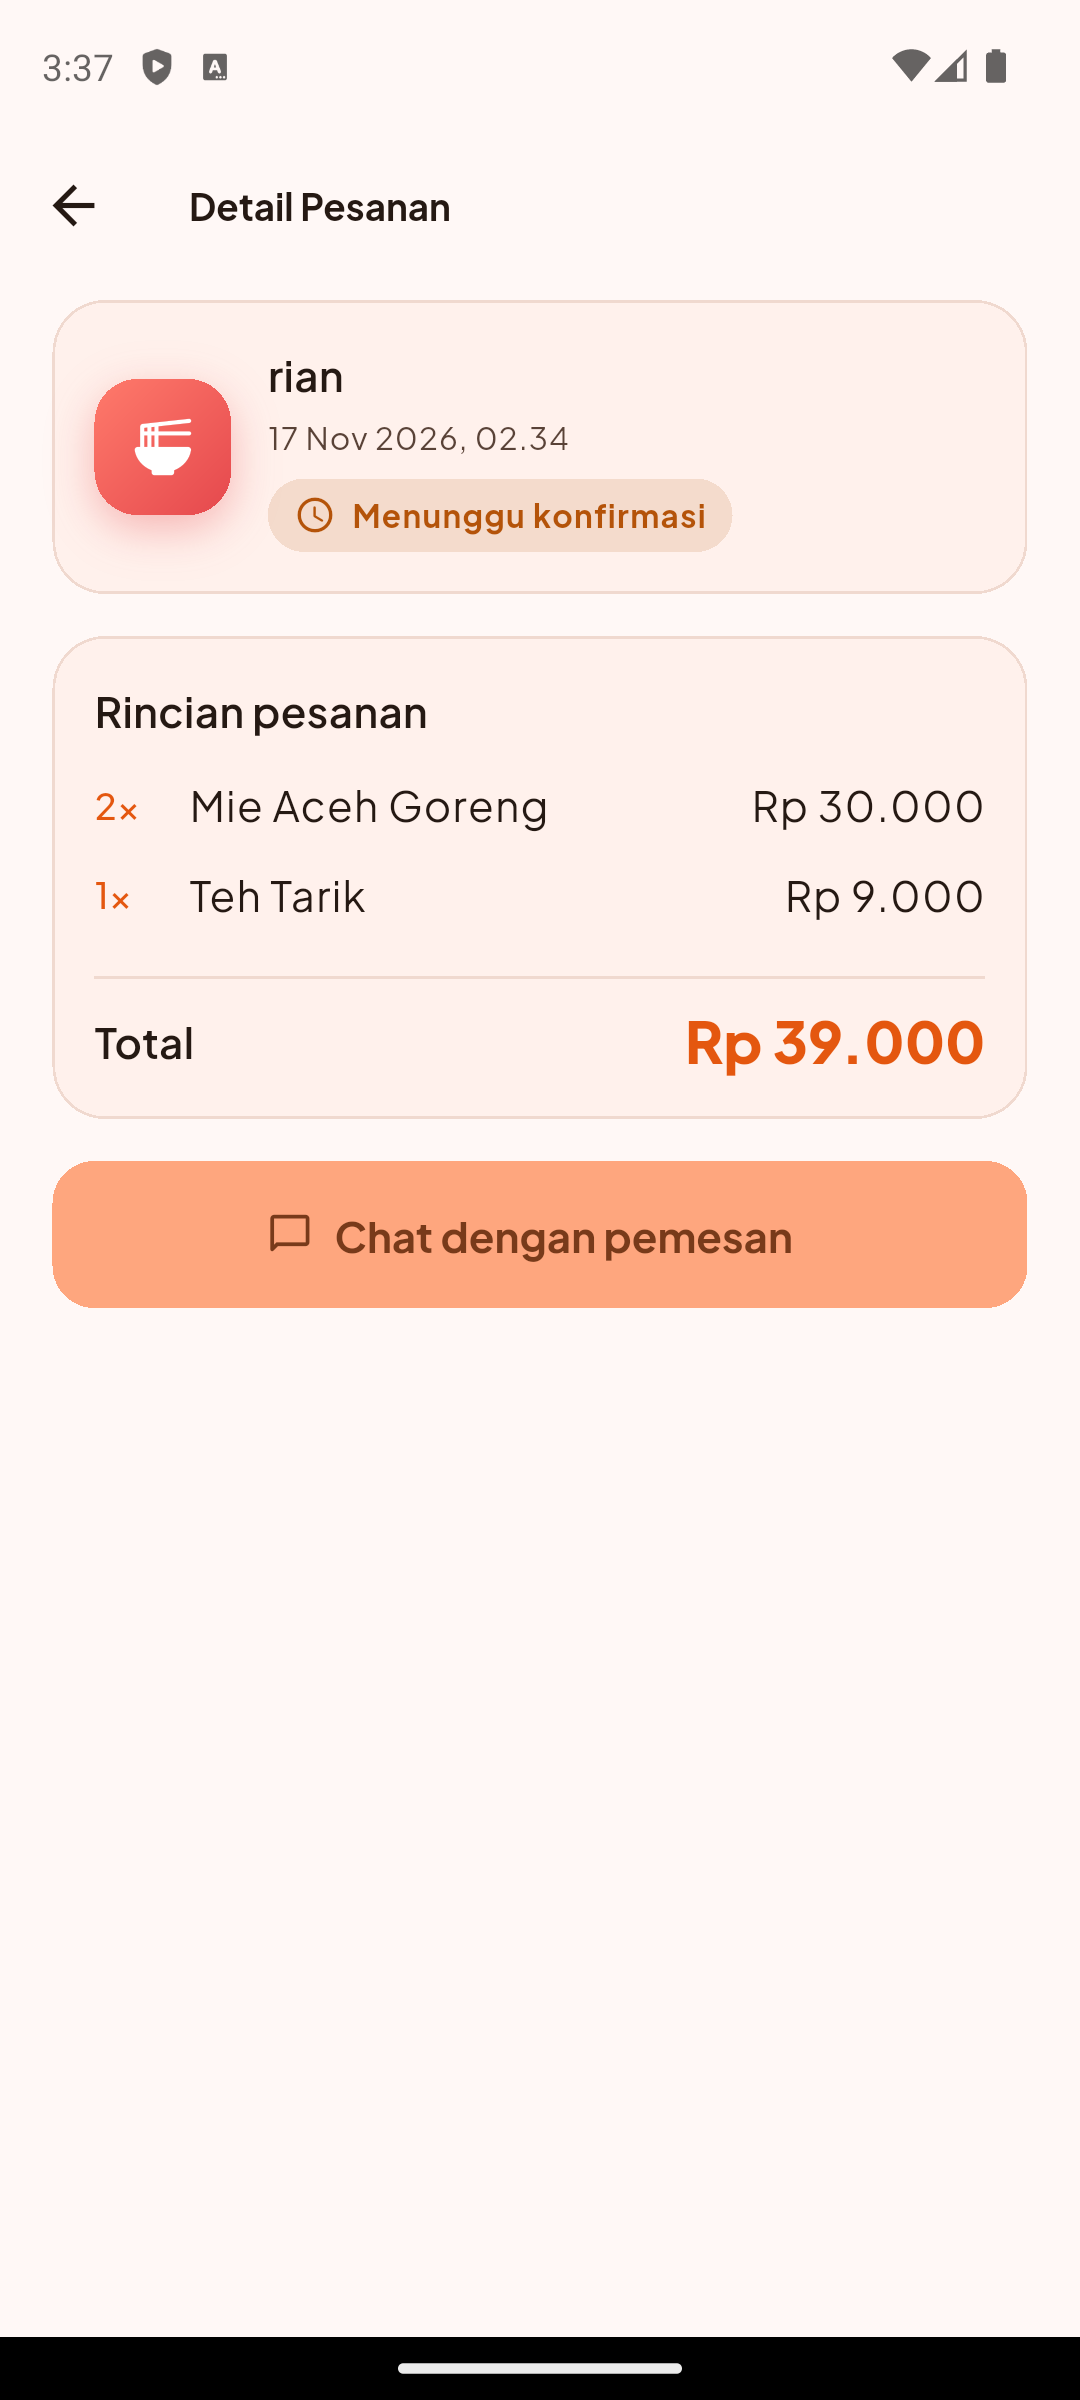 3:37
Detail Pesanan
rian
17 Nov 2026, 02.34
Menunggu konfirmasi
Rincian pesanan
2× Mie Aceh Goreng Rp 30.000
1× Teh Tarik Rp 9.000
Total Rp 39.000
Chat dengan pemesan